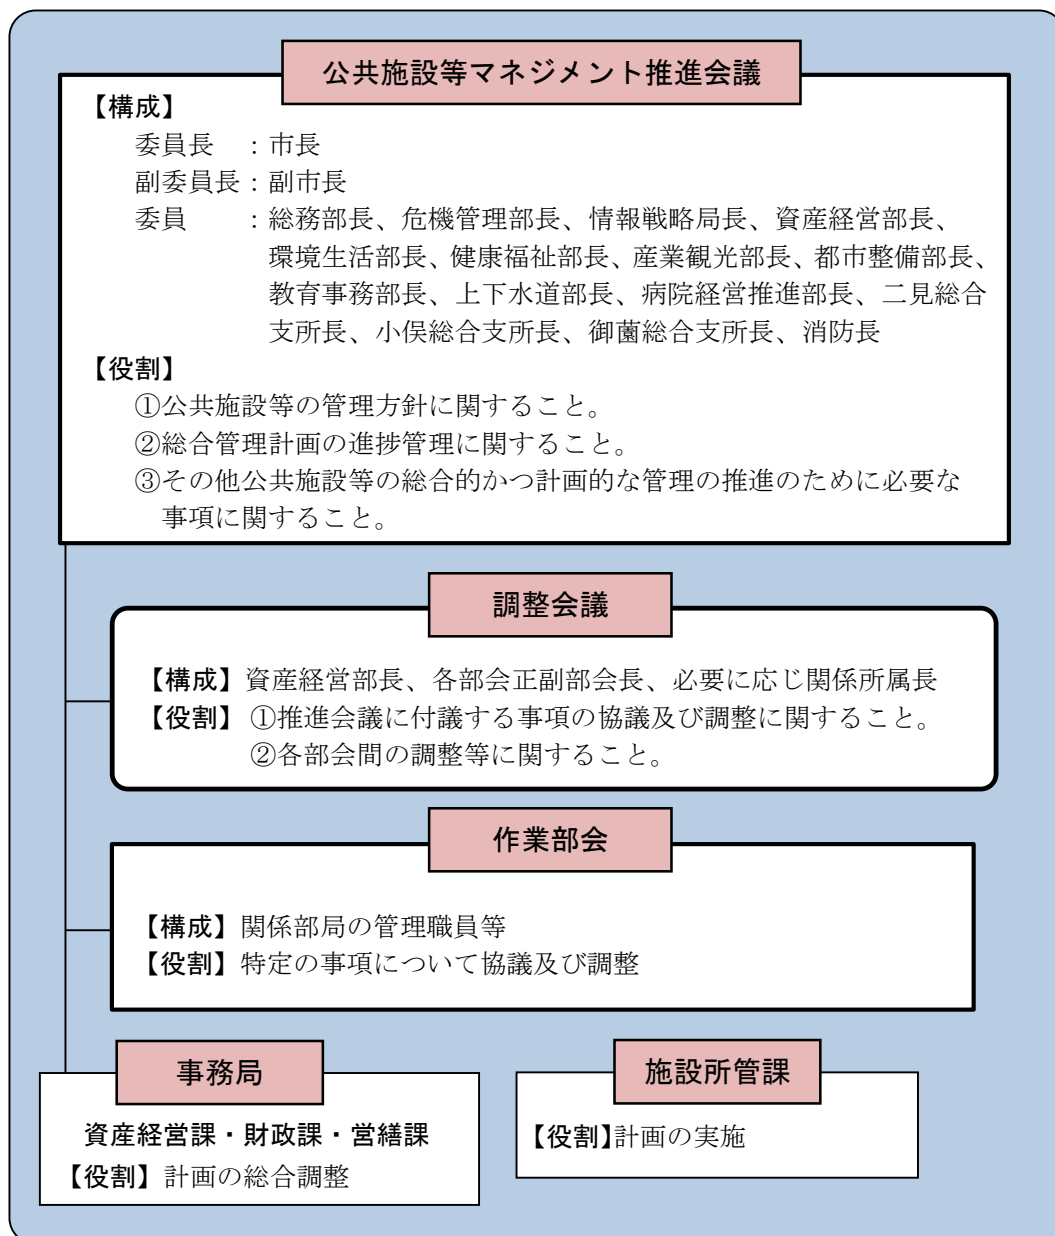 公共施設等マネジメント推進会議
【構成】
委員長　：市長
副委員長：副市長
委員　　：総務部長、危機管理部長、情報戦略局長、資産経営部長、
環境生活部長、健康福祉部長、産業観光部長、都市整備部長、
教育事務部長、上下水道部長、病院経営推進部長、二見総合
支所長、小俣総合支所長、御薗総合支所長、消防長
【役割】
①公共施設等の管理方針に関すること。
②総合管理計画の進捗管理に関すること。
③その他公共施設等の総合的かつ計画的な管理の推進のために必要な
事項に関すること。
調整会議
【構成】資産経営部長、各部会正副部会長、必要に応じ関係所属長
【役割】①推進会議に付議する事項の協議及び調整に関すること。
②各部会間の調整等に関すること。
作業部会
【構成】関係部局の管理職員等
【役割】特定の事項について協議及び調整
事務局
資産経営課・財政課・営繕課
【役割】計画の総合調整
施設所管課
【役割】計画の実施